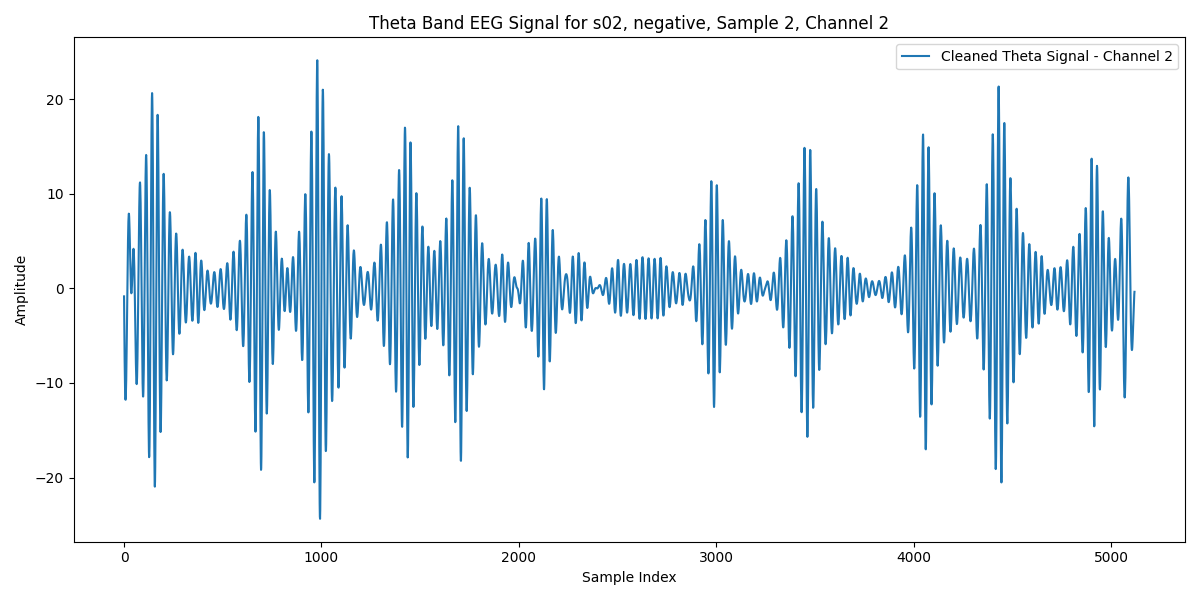 Theta Band EEG Signal for s02, negative, Sample 2, Channel 2
Cleaned Theta Signal - Channel 2
Amplitude
20
10
0
−10
−20
0 1000 2000 3000 4000 5000
Sample Index